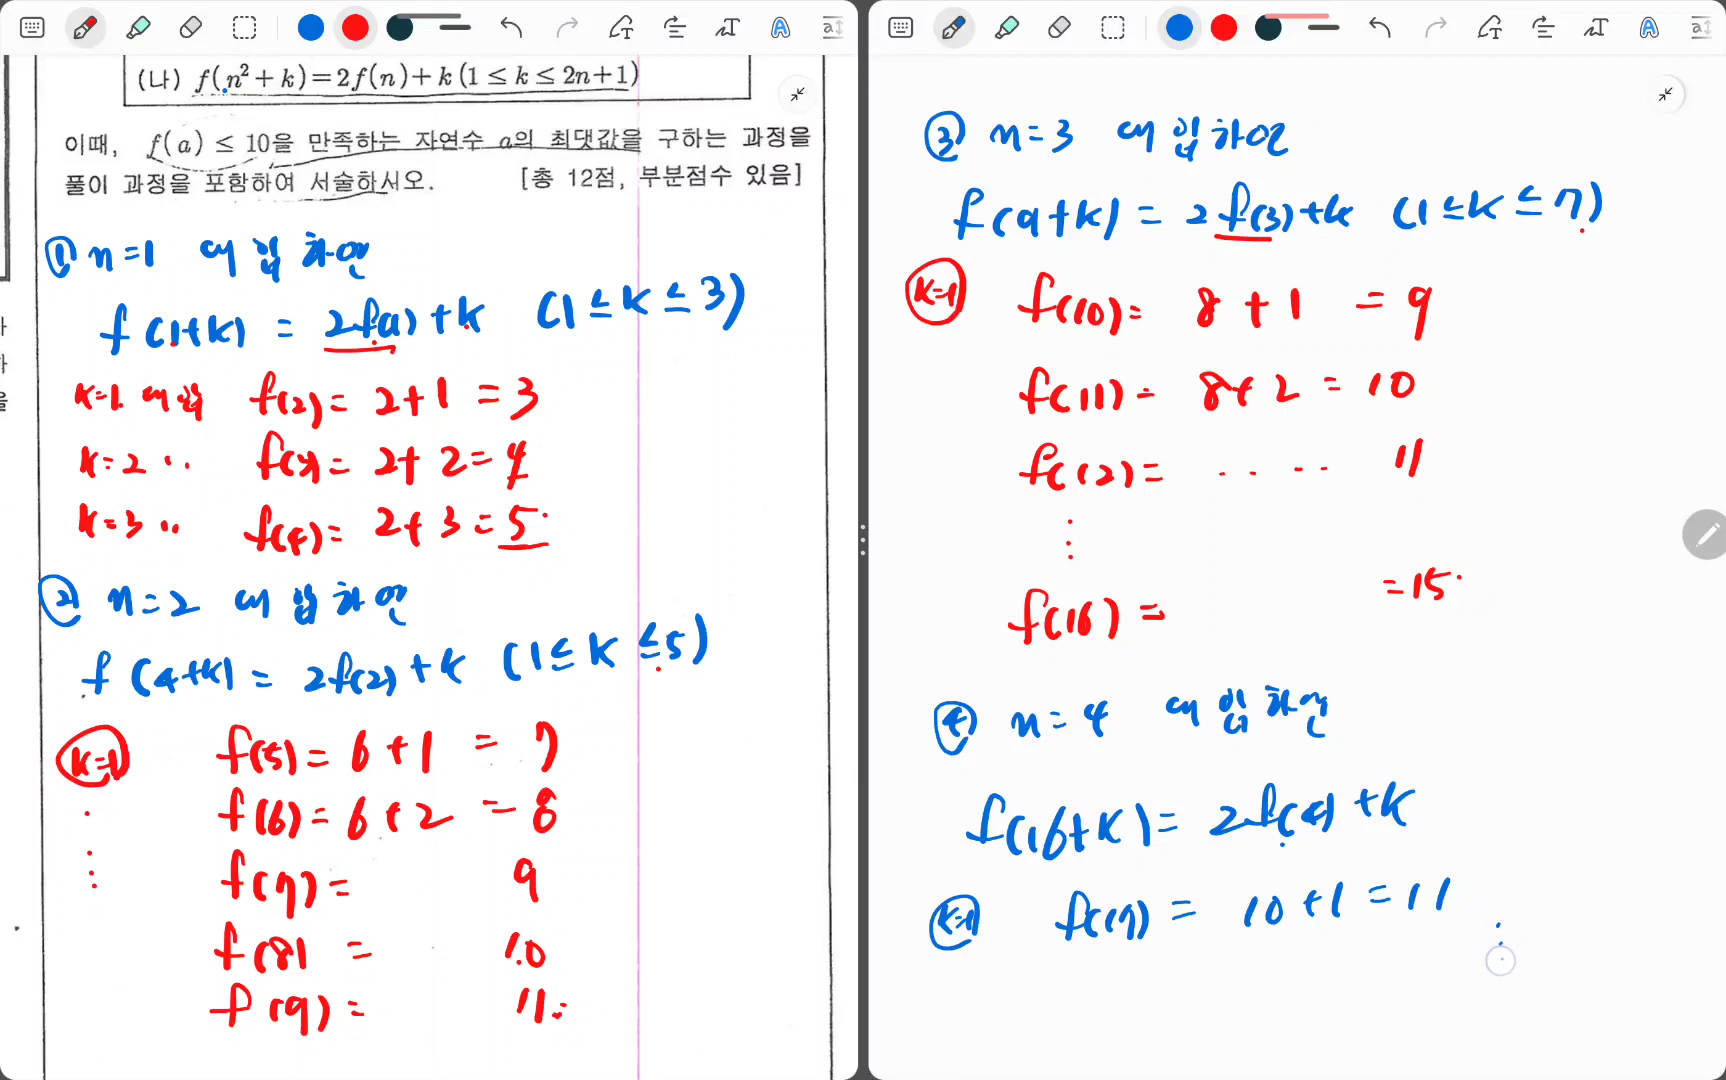 (나) f(n²+k)=2f(n)+k (1≤k≤2n+1)
이때, f(a)≤10을 만족하는 자연수 a의 최댓값을 구하는 과정을
풀이 과정을 포함하여 서술하시오. [총 12점, 부분점수 있음]
① n=1 대입하면
f(1+k) = 2f(1)+k (1≤k≤3)
k=1 대입 f(2)= 2+1 =3
k=2 〃 f(3)= 2+2=4
k=3 〃 f(4)= 2+3=5
② n=2 대입하면
f(4+k) = 2f(2)+k (1≤k≤5)
k=1 f(5)= 6+1 = 7
f(6)= 6+2 = 8
f(7)= 9
f(8) = 10
f(9)= 11
③ n=3 대입하면
f(9+k) = 2f(3)+k (1≤k≤7)
k=1 f(10)= 8+1 =9
f(11)= 8+2 =10
f(12)= .... 11
⋮
f(16)= =15
④ n=4 대입하면
f(16+k)= 2f(4)+k
k=1 f(17)= 10+1=11